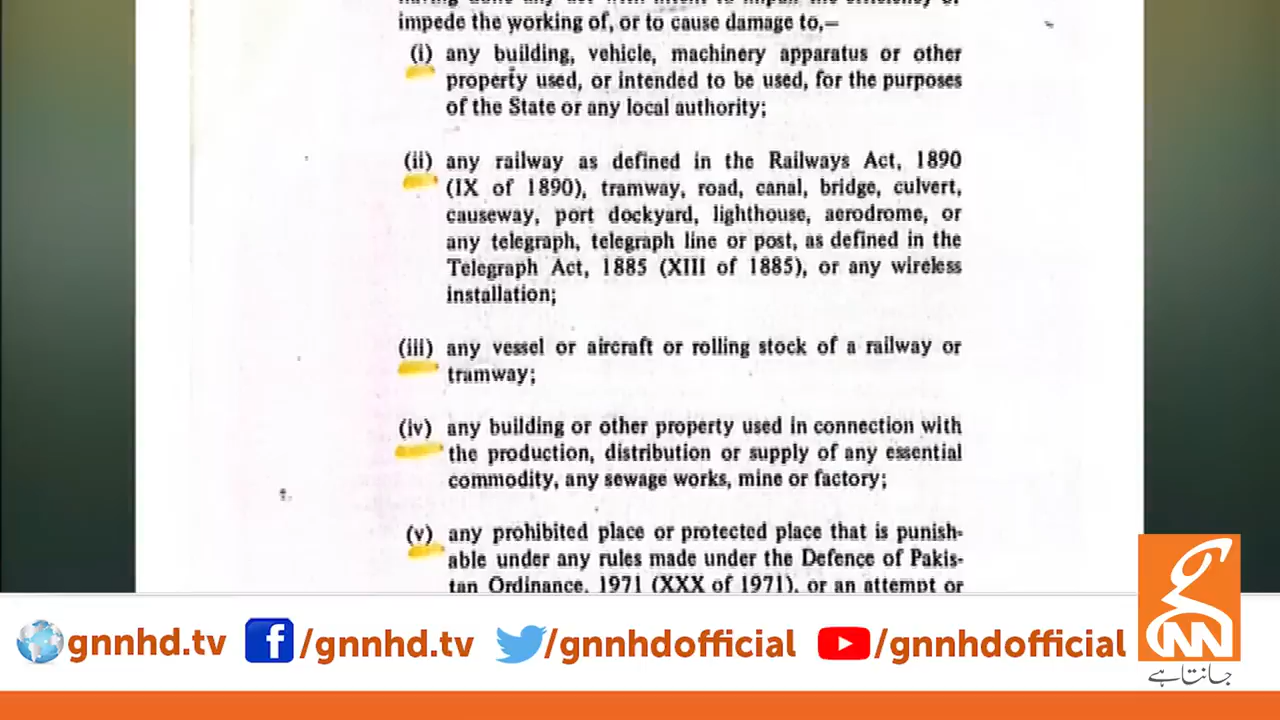 impede the working of, or to cause damage to,—
(i) any building, vehicle, machinery apparatus or other
property used, or intended to be used, for the purposes
of the State or any local authority;
(ii) any railway as defined in the Railways Act, 1890
(IX of 1890), tramway, road, canal, bridge, culvert,
causeway, port dockyard, lighthouse, aerodrome, or
any telegraph, telegraph line or post, as defined in the
Telegraph Act, 1885 (XIII of 1885), or any wireless
installation;
(iii) any vessel or aircraft or rolling stock of a railway or
tramway;
(iv) any building or other property used in connection with
the production, distribution or supply of any essential
commodity, any sewage works, mine or factory;
(v) any prohibited place or protected place that is punish-
able under any rules made under the Defence of Pakis-
tan Ordinance, 1971 (XXX of 1971), or an attempt or
gnnhd.tv /gnnhd.tv /gnnhdofficial /gnnhdofficial
GNN
جانتا ہے